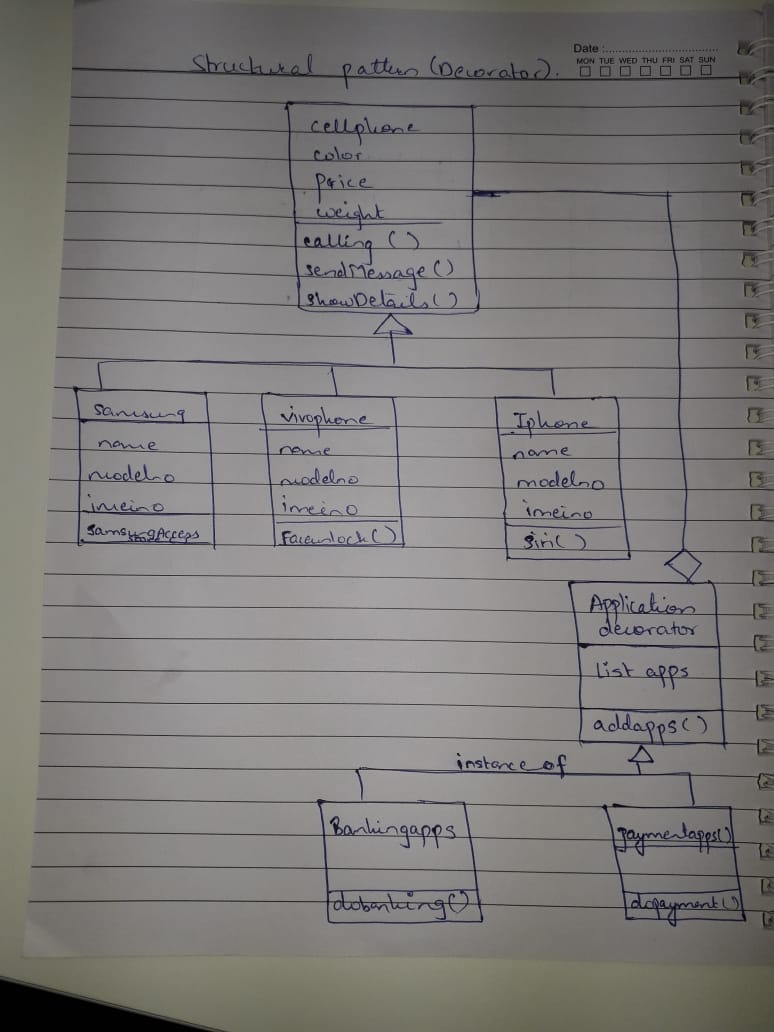 Date :
MON TUE WED THU FRI SAT SUN
Structural pattern (Decorator).
cellphone
color
Price
weight
calling ()
sendMessage ()
showDetails ()
samsung
name
modelno
imeino
vivophone
name
modelno
imeino
Faceunlock ()
Iphone
name
modelno
imeino
siri()
Application
decorator
List apps
addapps ()
instance of
Bankingapps
dobanking()
paymentapps()
dopayment ()